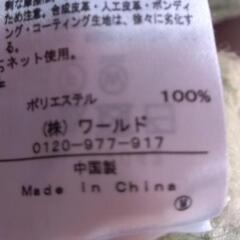 ため注意。合成皮革・人工皮革・ボンディ
ング・コーティング生地は、徐々に劣化す
る。
ネット使用。
ポリエステル 100%
(株) ワールド
0120-977-917
中国製
Made in China